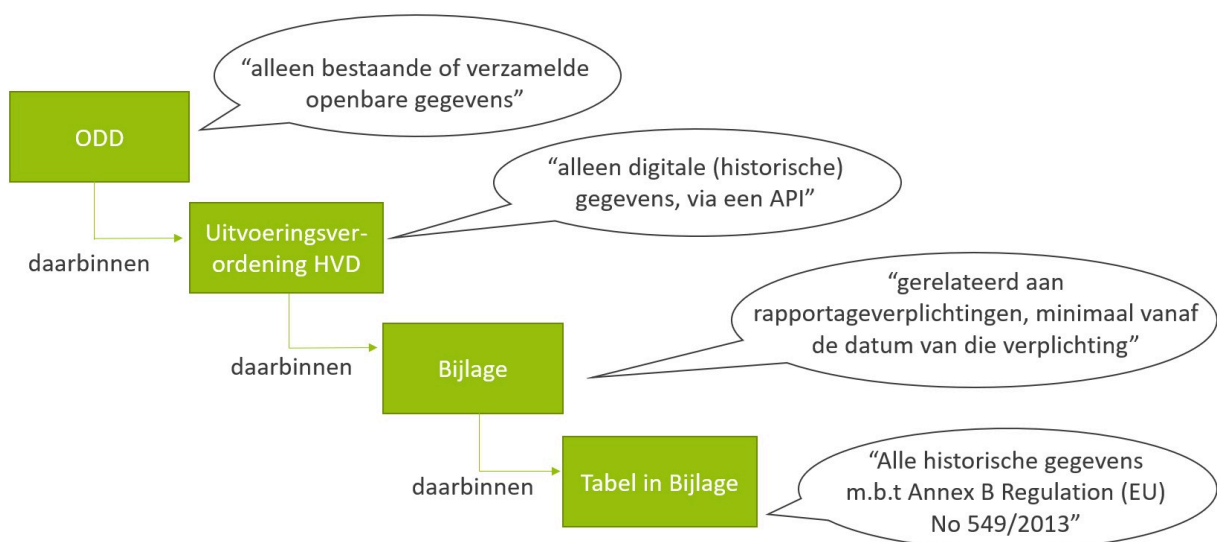 “alleen bestaande of verzamelde
openbare gegevens”
ODD
“alleen digitale (historische)
gegevens, via een API”
daarbinnen
Uitvoeringsver-
ordening HVD
“gerelateerd aan
rapportageverplichtingen, minimaal vanaf
de datum van die verplichting”
daarbinnen
Bijlage
“Alle historische gegevens
m.b.t Annex B Regulation (EU)
No 549/2013”
daarbinnen
Tabel in Bijlage